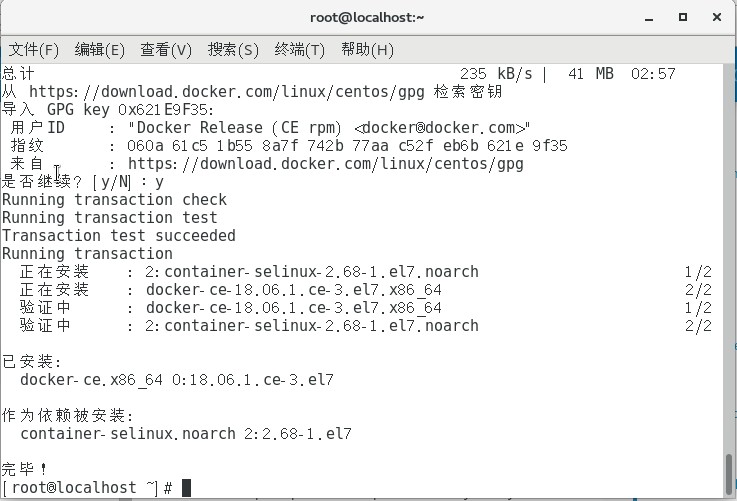 root@localhost:~
文件(F) 编辑(E) 查看(V) 搜索(S) 终端(T) 帮助(H)
总计 235 kB/s | 41 MB 02:57
从 https://download.docker.com/linux/centos/gpg 检索密钥
导入 GPG key 0x621E9F35:
用户ID : "Docker Release (CE rpm) <docker@docker.com>"
指纹 : 060a 61c5 1b55 8a7f 742b 77aa c52f eb6b 621e 9f35
来自 : https://download.docker.com/linux/centos/gpg
是否继续？[y/N]：y
Running transaction check
Running transaction test
Transaction test succeeded
Running transaction
正在安装 : 2:container-selinux-2.68-1.el7.noarch 1/2
正在安装 : docker-ce-18.06.1.ce-3.el7.x86_64 2/2
验证中 : docker-ce-18.06.1.ce-3.el7.x86_64 1/2
验证中 : 2:container-selinux-2.68-1.el7.noarch 2/2
已安装:
docker-ce.x86_64 0:18.06.1.ce-3.el7
作为依赖被安装:
container-selinux.noarch 2:2.68-1.el7
完毕！
[root@localhost ~]#